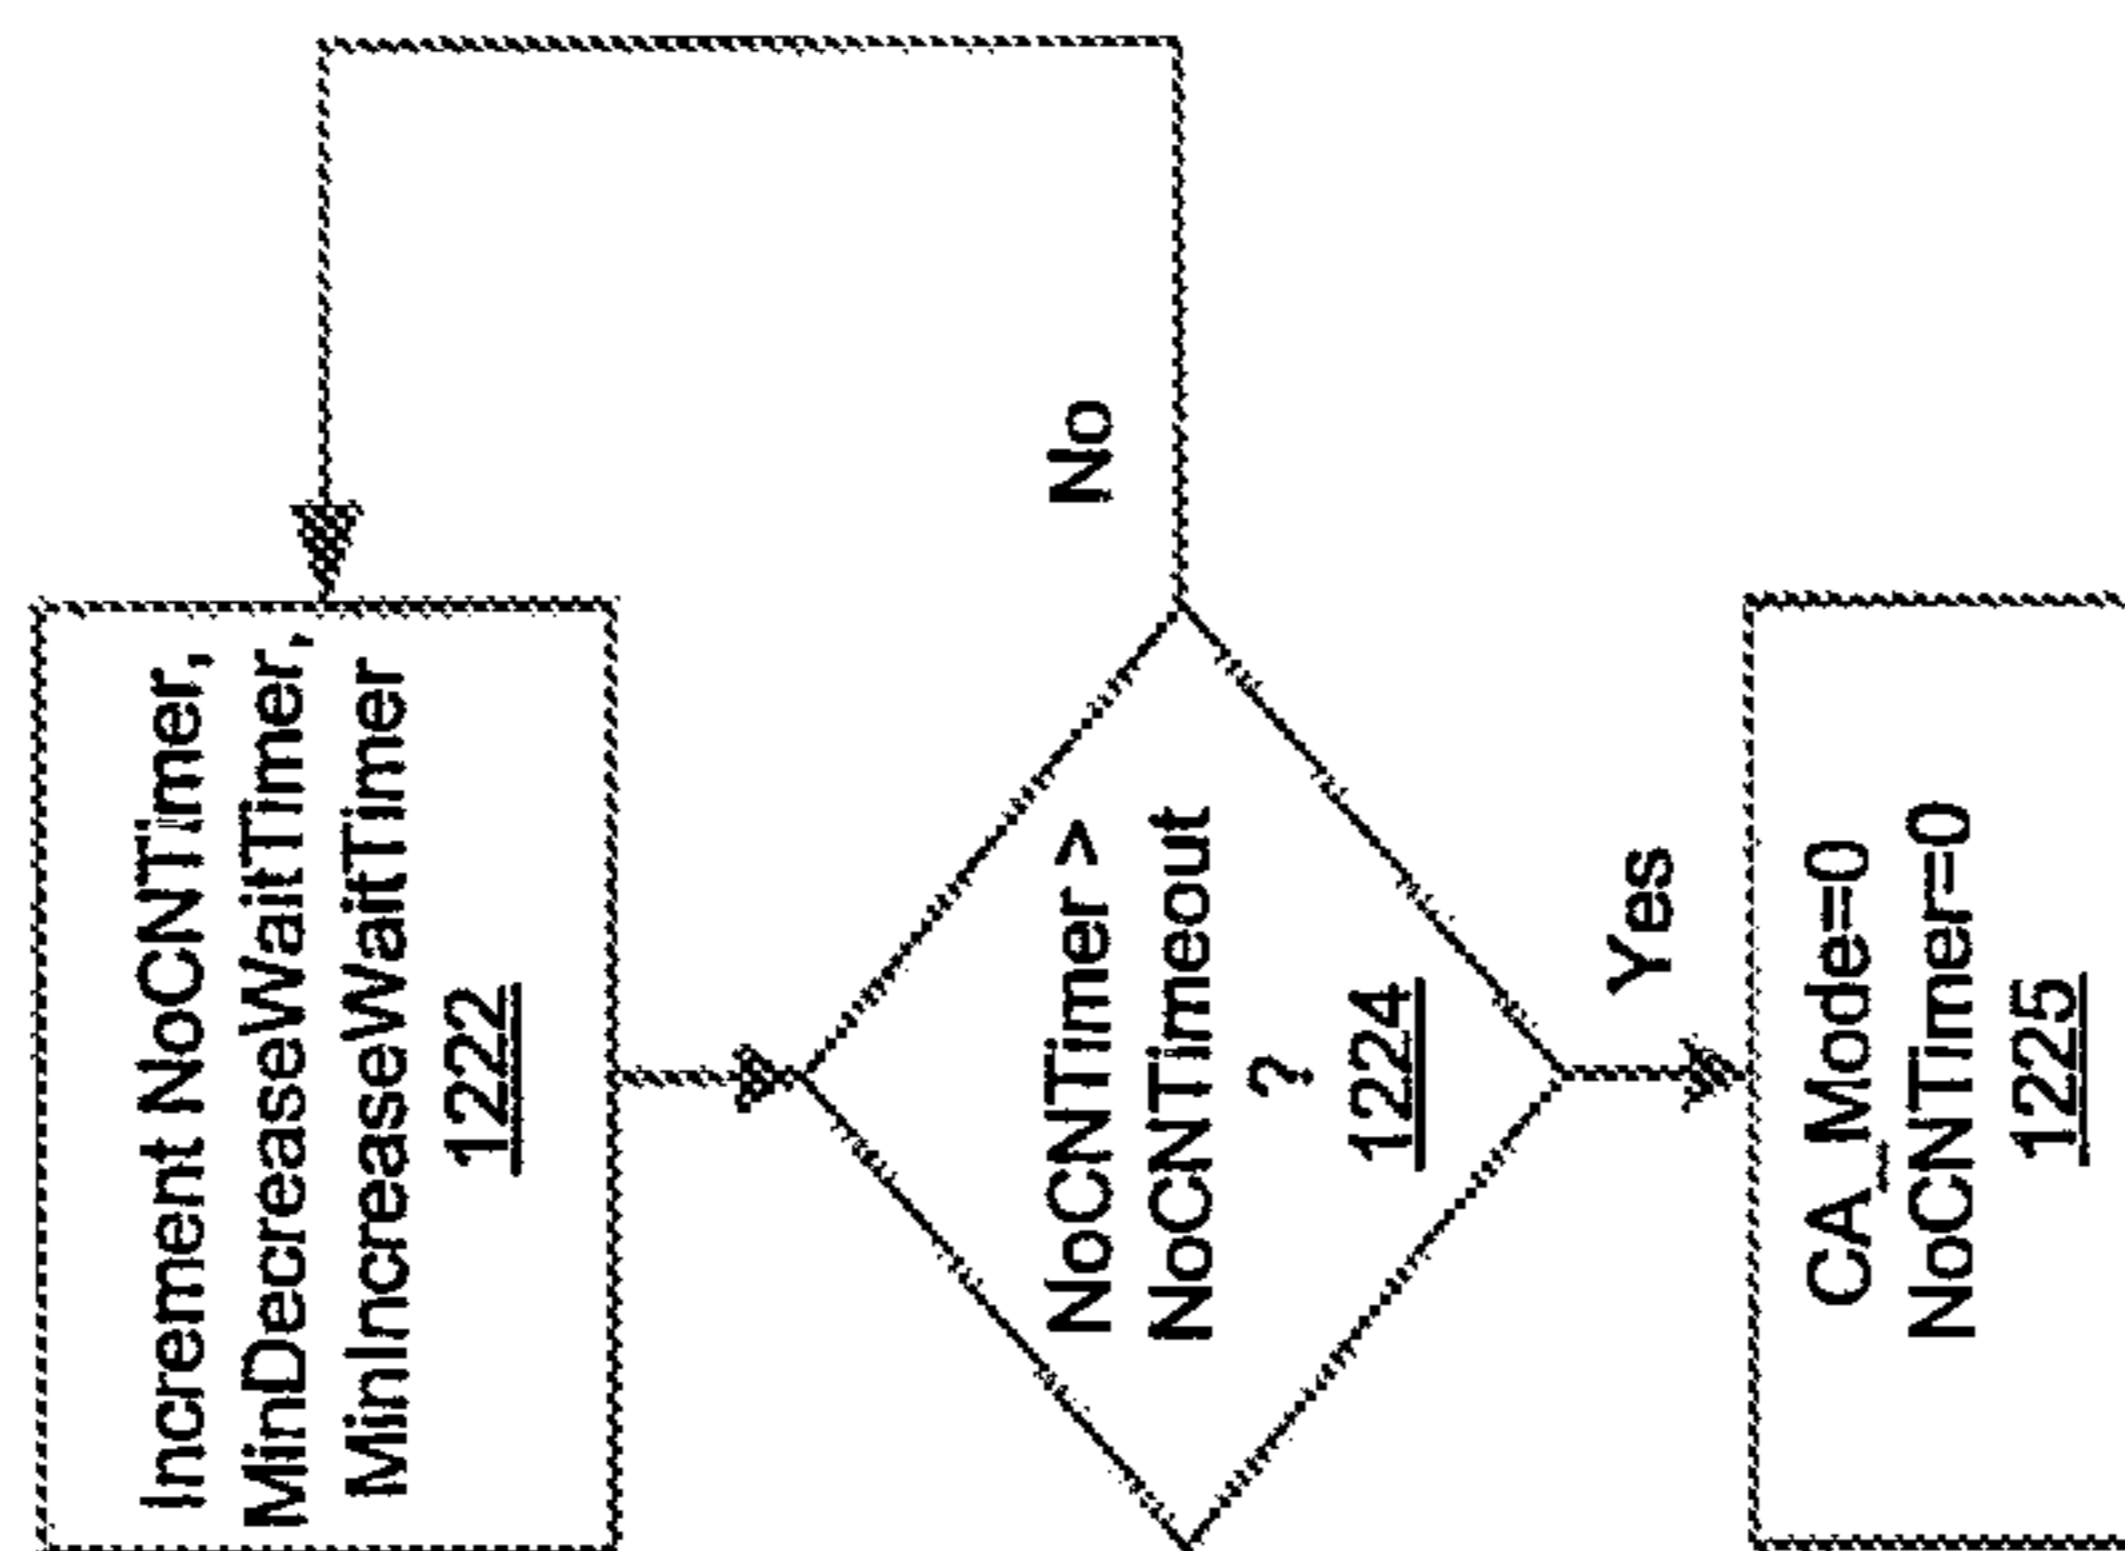 Increment NoCNTimer,
MinDecreaseWaitTimer,
MinIncreaseWaitTimer
1222
NoCNTimer >
NoCNTimeout
?
1224
No
Yes
CA_Mode=0
NoCNTimer=0
1225